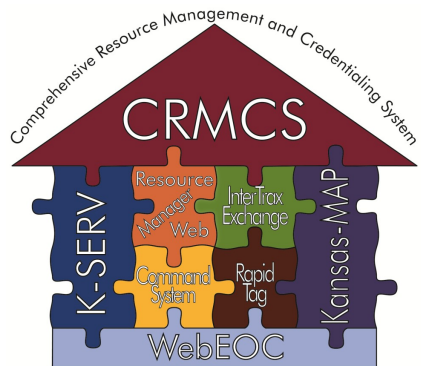 Comprehensive Resource Management and Credentialing System
CRMCS
K-SERV
Resource
Manager
Web
InterTrax
Exchange
Kansas-MAP
Command
System
Rapid
Tag
WebEOC